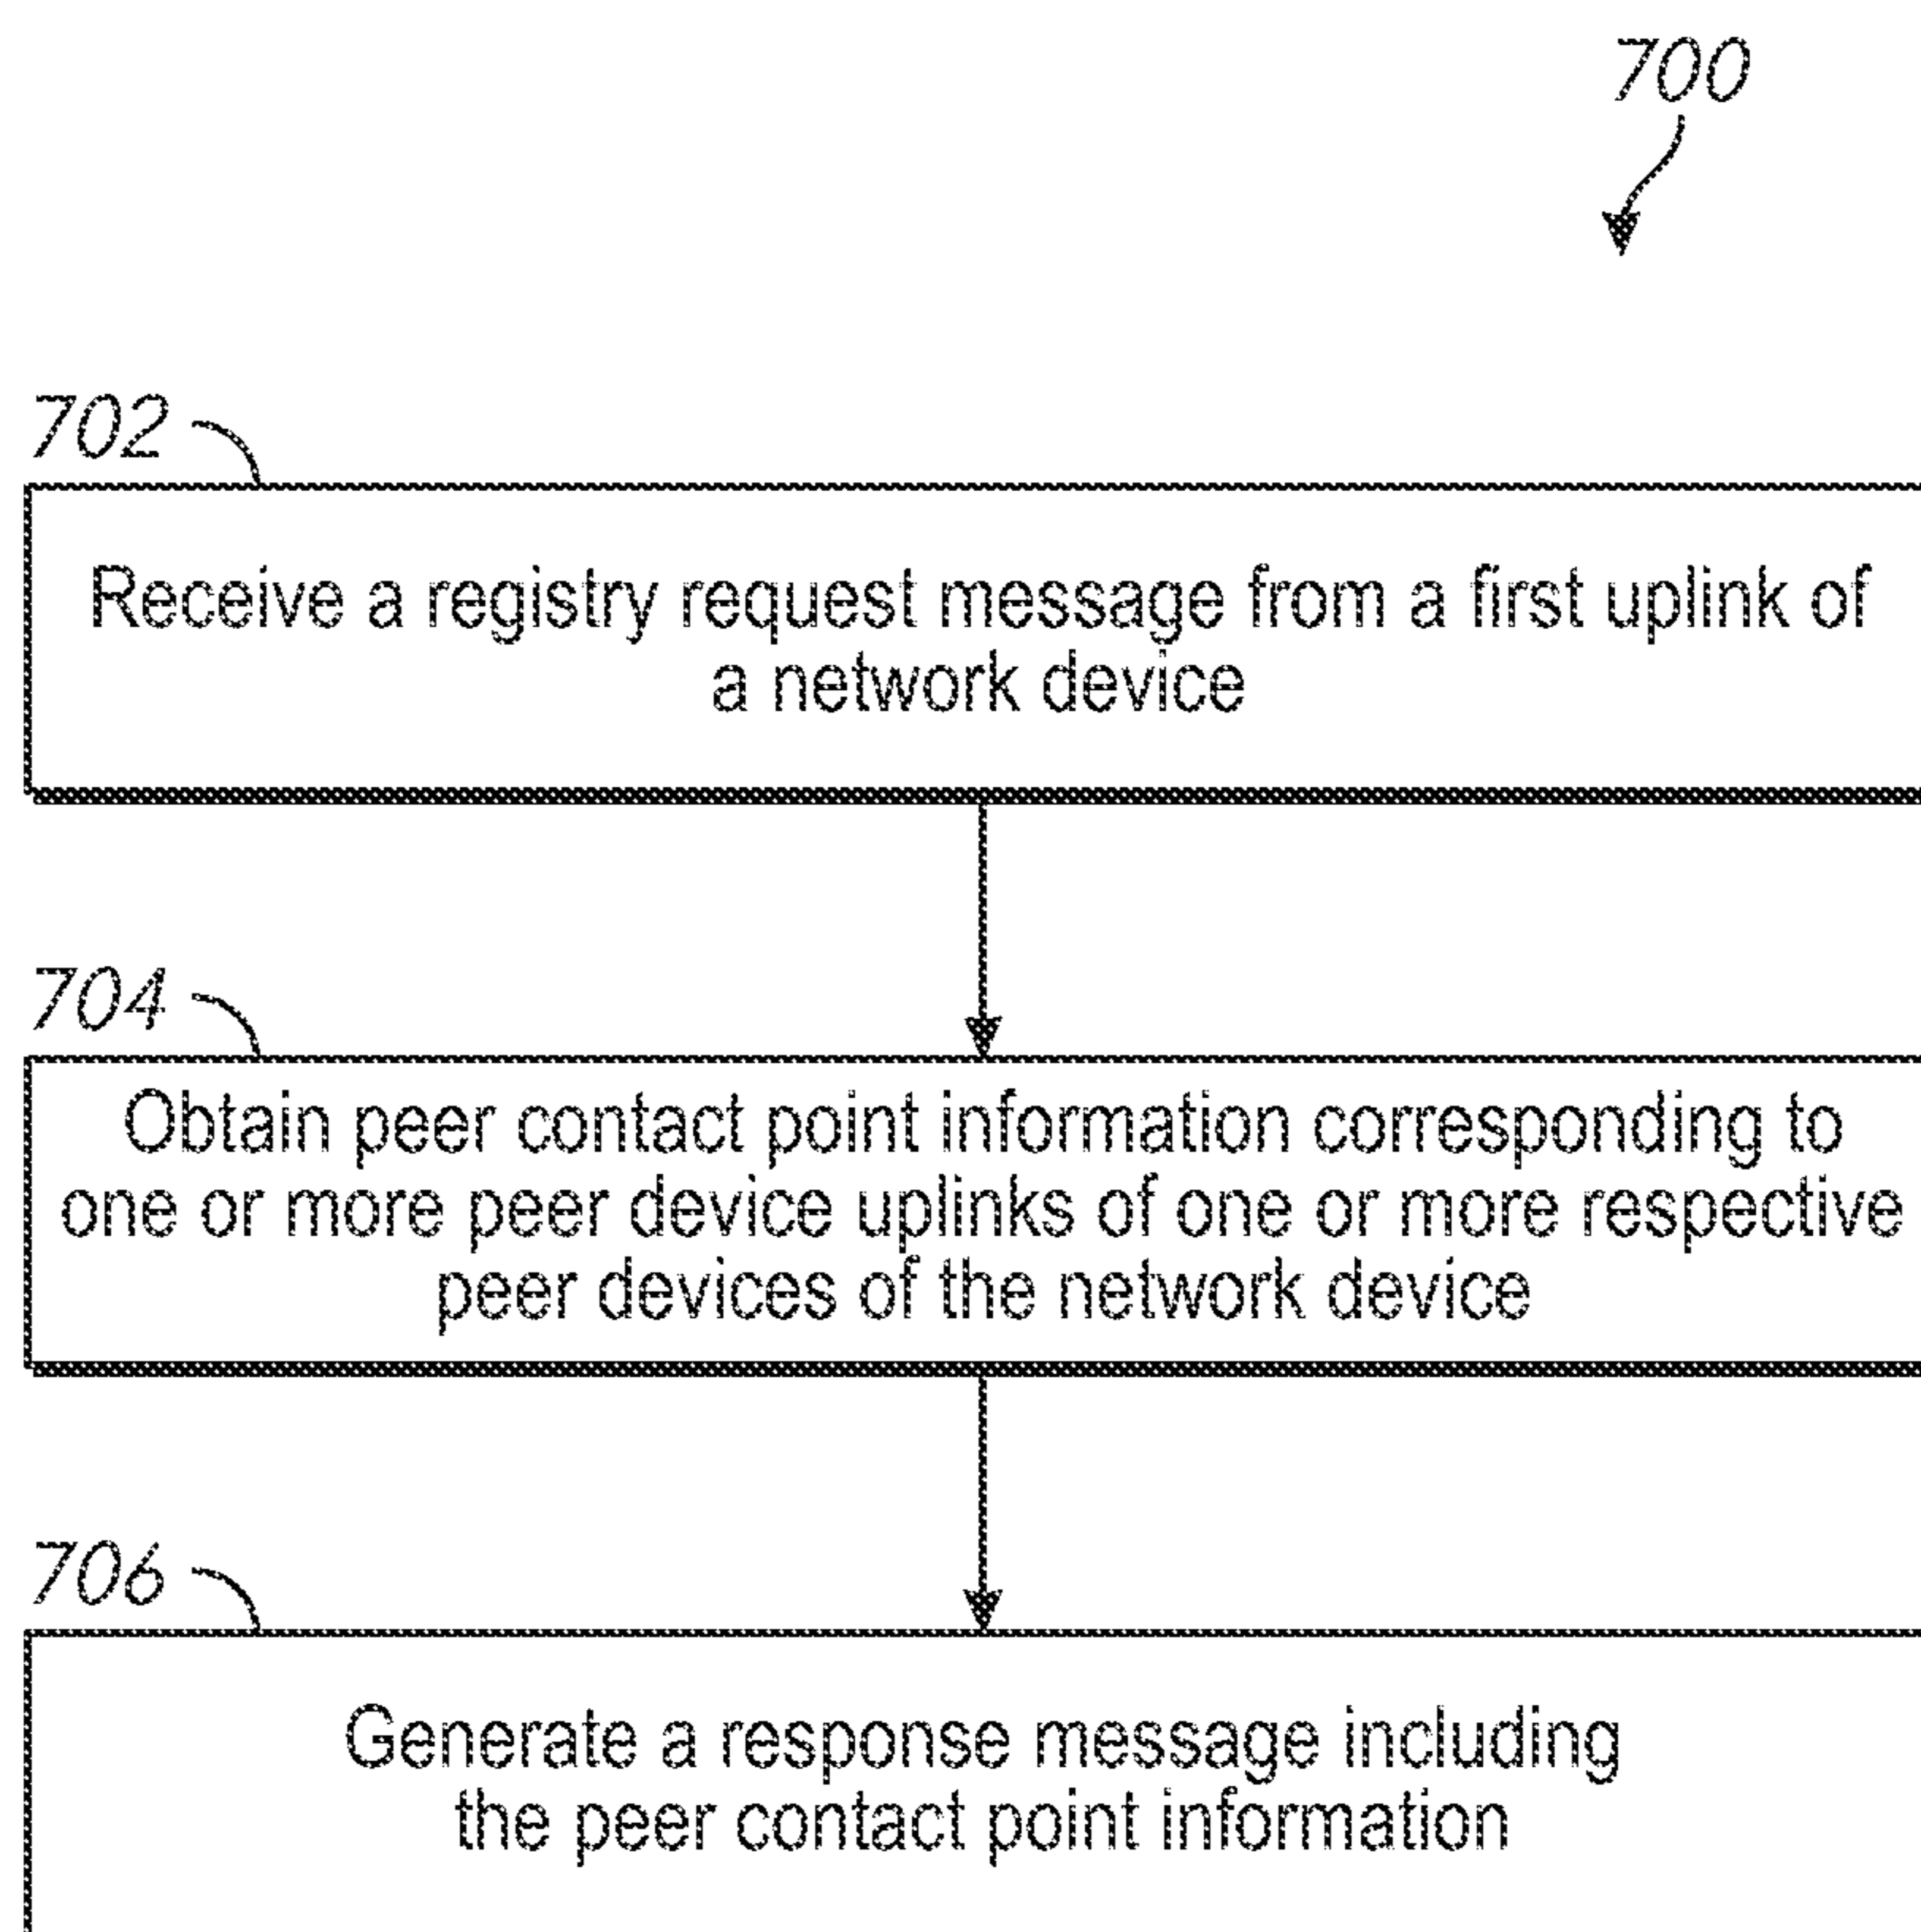 700
702
Receive a registry request message from a first uplink of
a network device
704
Obtain peer contact point information corresponding to
one or more peer device uplinks of one or more respective
peer devices of the network device
706
Generate a response message including
the peer contact point information